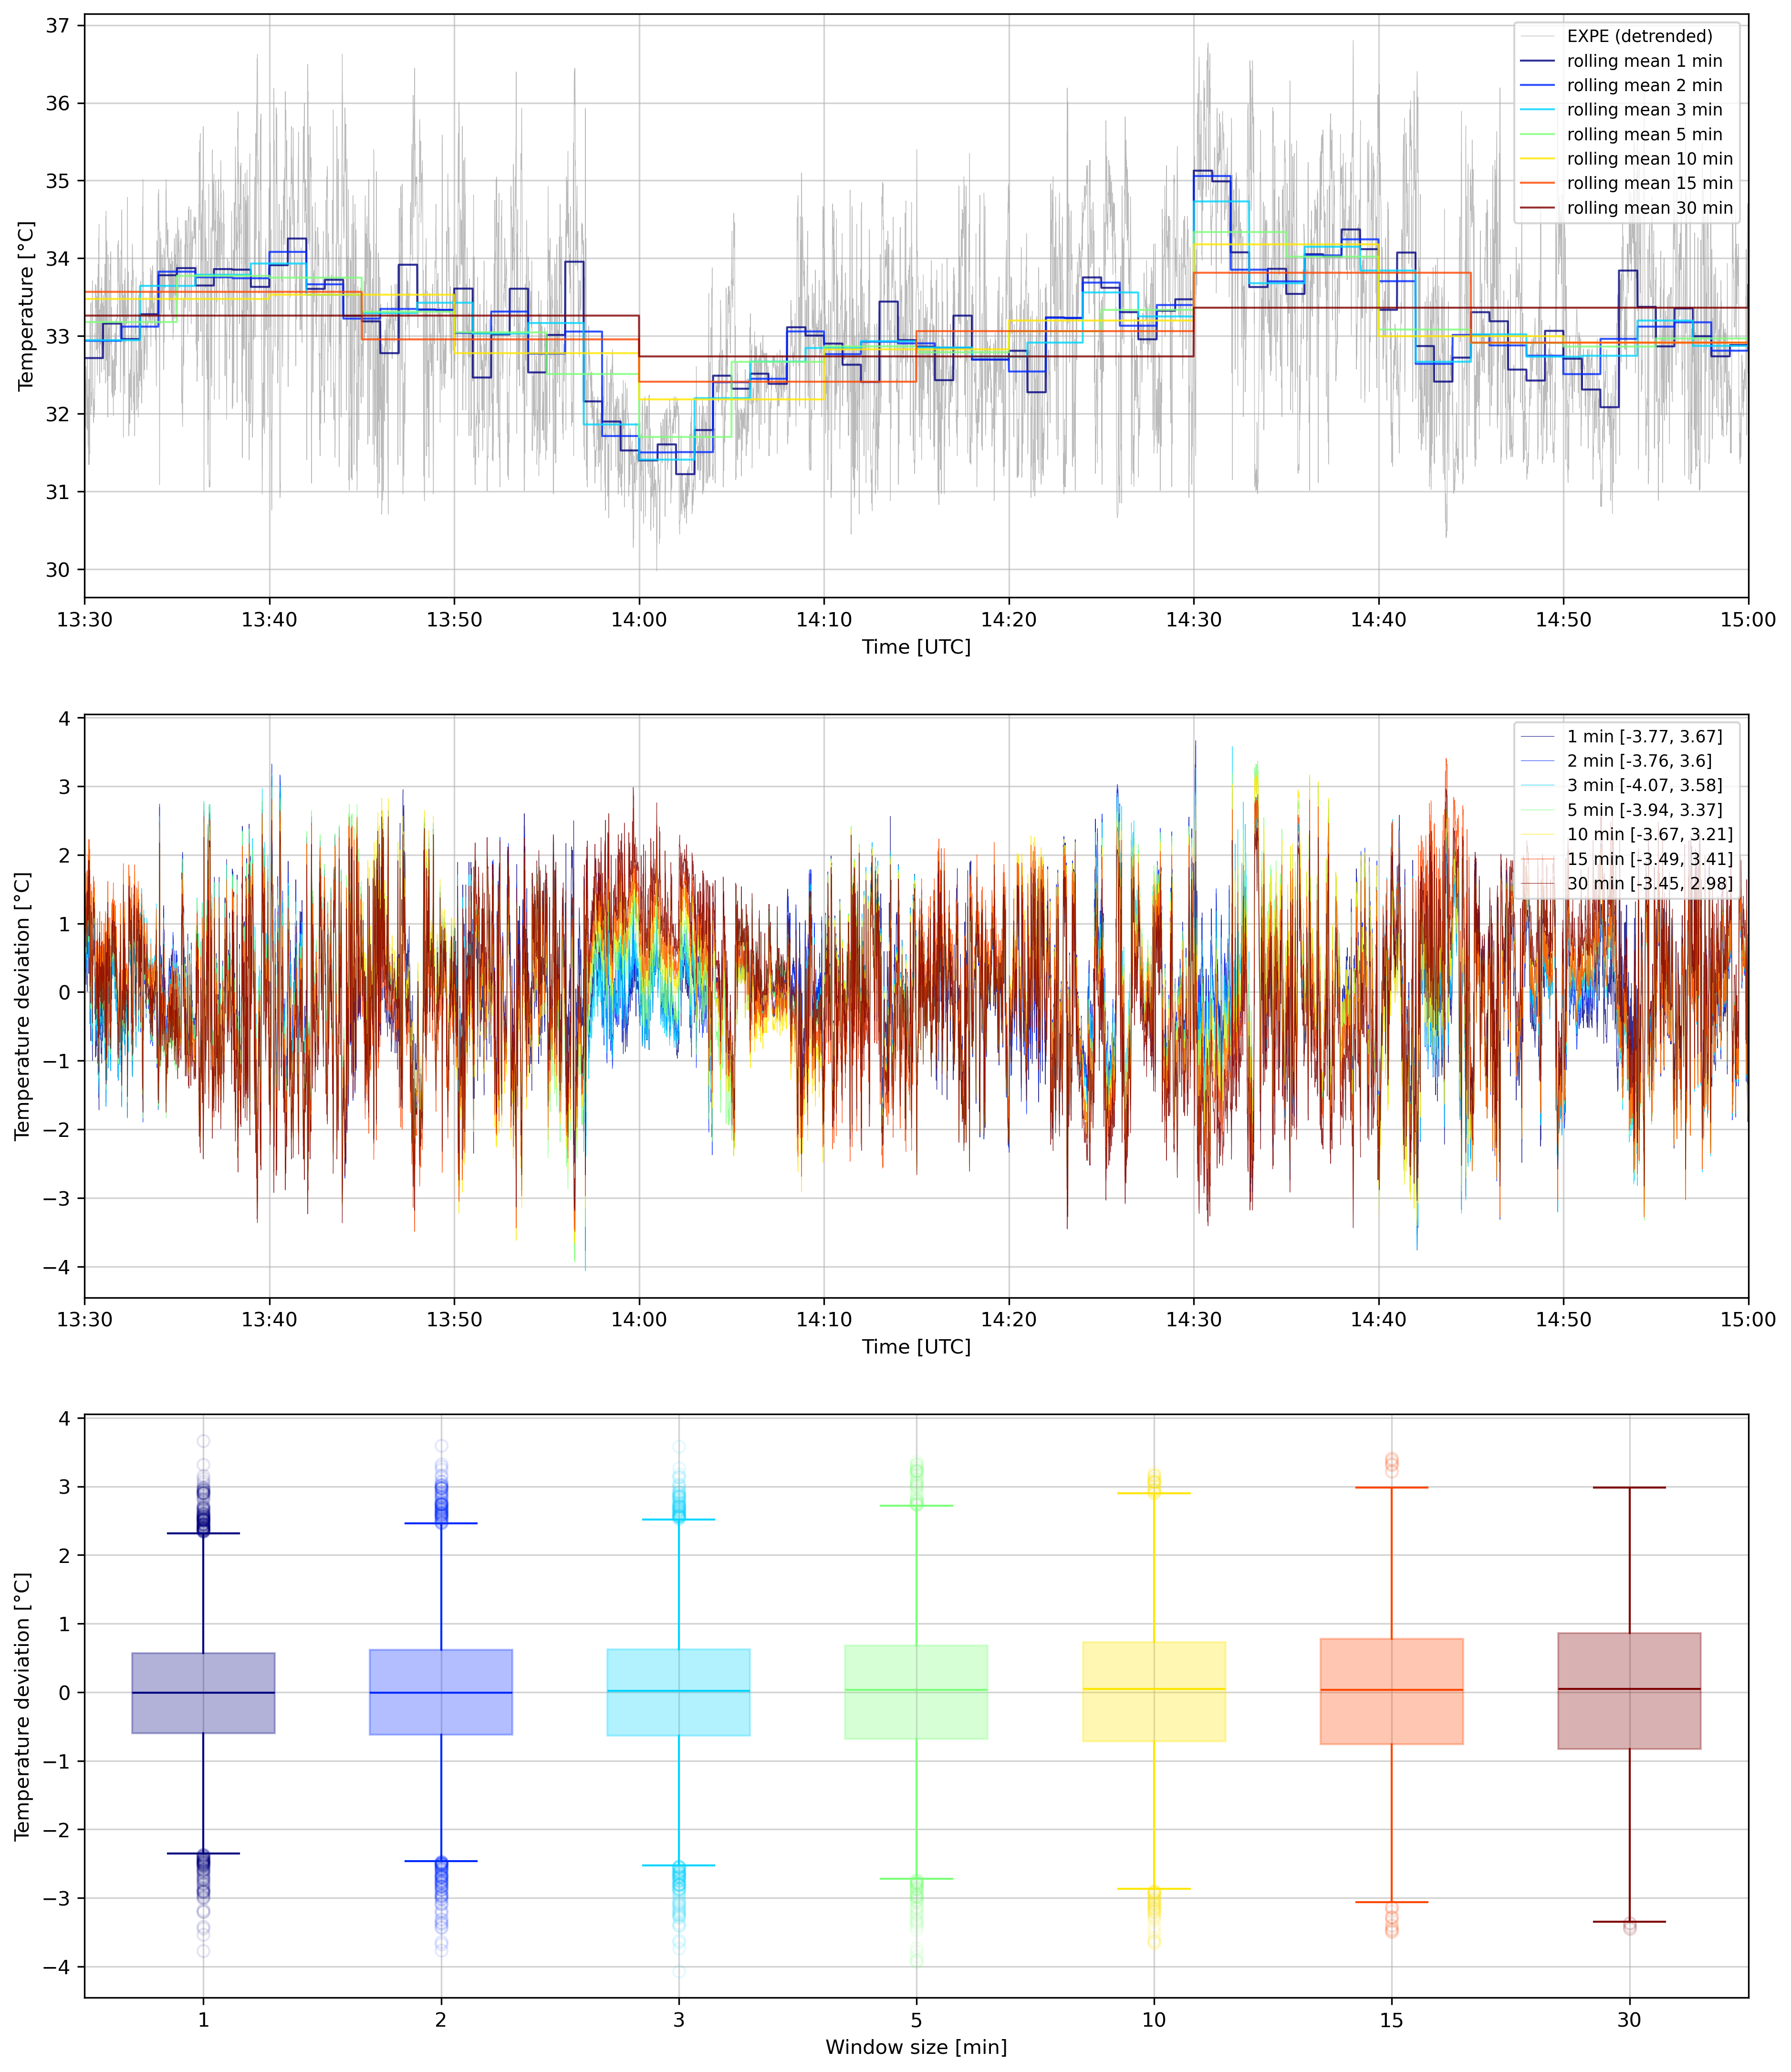 37
36
35
34
33
32
31
30
Temperature [°C]
EXPE (detrended)
rolling mean 1 min
rolling mean 2 min
rolling mean 3 min
rolling mean 5 min
rolling mean 10 min
rolling mean 15 min
rolling mean 30 min
13:30 13:40 13:50 14:00 14:10 14:20 14:30 14:40 14:50 15:00
Time [UTC]
4
3
2
1
0
−1
−2
−3
−4
Temperature deviation [°C]
1 min [-3.77, 3.67]
2 min [-3.76, 3.6]
3 min [-4.07, 3.58]
5 min [-3.94, 3.37]
10 min [-3.67, 3.21]
15 min [-3.49, 3.41]
30 min [-3.45, 2.98]
13:30 13:40 13:50 14:00 14:10 14:20 14:30 14:40 14:50 15:00
Time [UTC]
4
3
2
1
0
−1
−2
−3
−4
Temperature deviation [°C]
1 2 3 5 10 15 30
Window size [min]